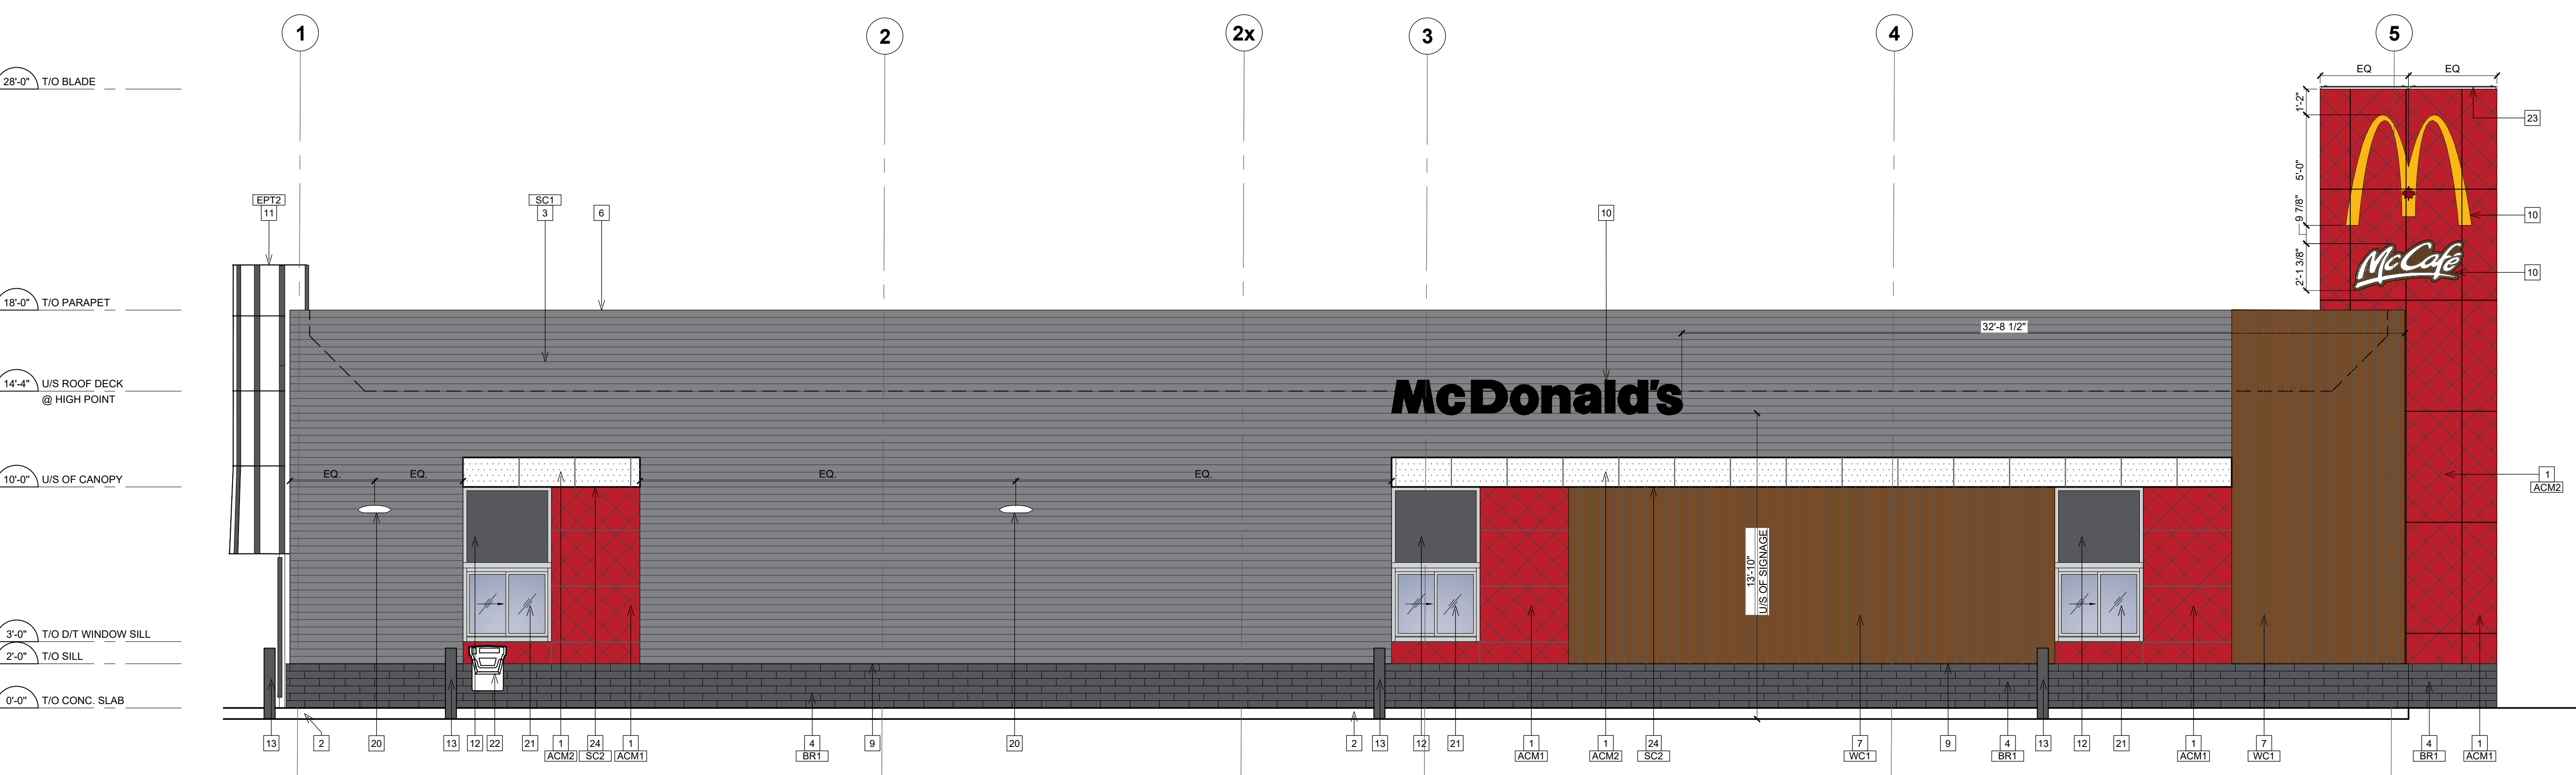 1
2
2x
3
4
5
28'-0" T/O BLADE
EQ EQ
1'-2"
23
5'-0"
9 7/8"
10
McCafé
2'-1 3/8"
10
EPT2
11
SC1
3
6
10
18'-0" T/O PARAPET
32'-8 1/2"
14'-4" U/S ROOF DECK
@ HIGH POINT
McDonald's
10'-0" U/S OF CANOPY
EQ. EQ. EQ. EQ.
1
ACM2
13'-10"
U/S OF SIGNAGE
3'-0" T/O D/T WINDOW SILL
2'-0" T/O SILL
0'-0" T/O CONC. SLAB
13 2 20 13 12 22 21 1 24 1 4 9 20 2 13 12 21 1 1 24 7 9 4 13 12 21 1 7 4 1
ACM2 SC2 ACM1 BR1 ACM1 ACM2 SC2 WC1 BR1 ACM1 WC1 BR1 ACM1